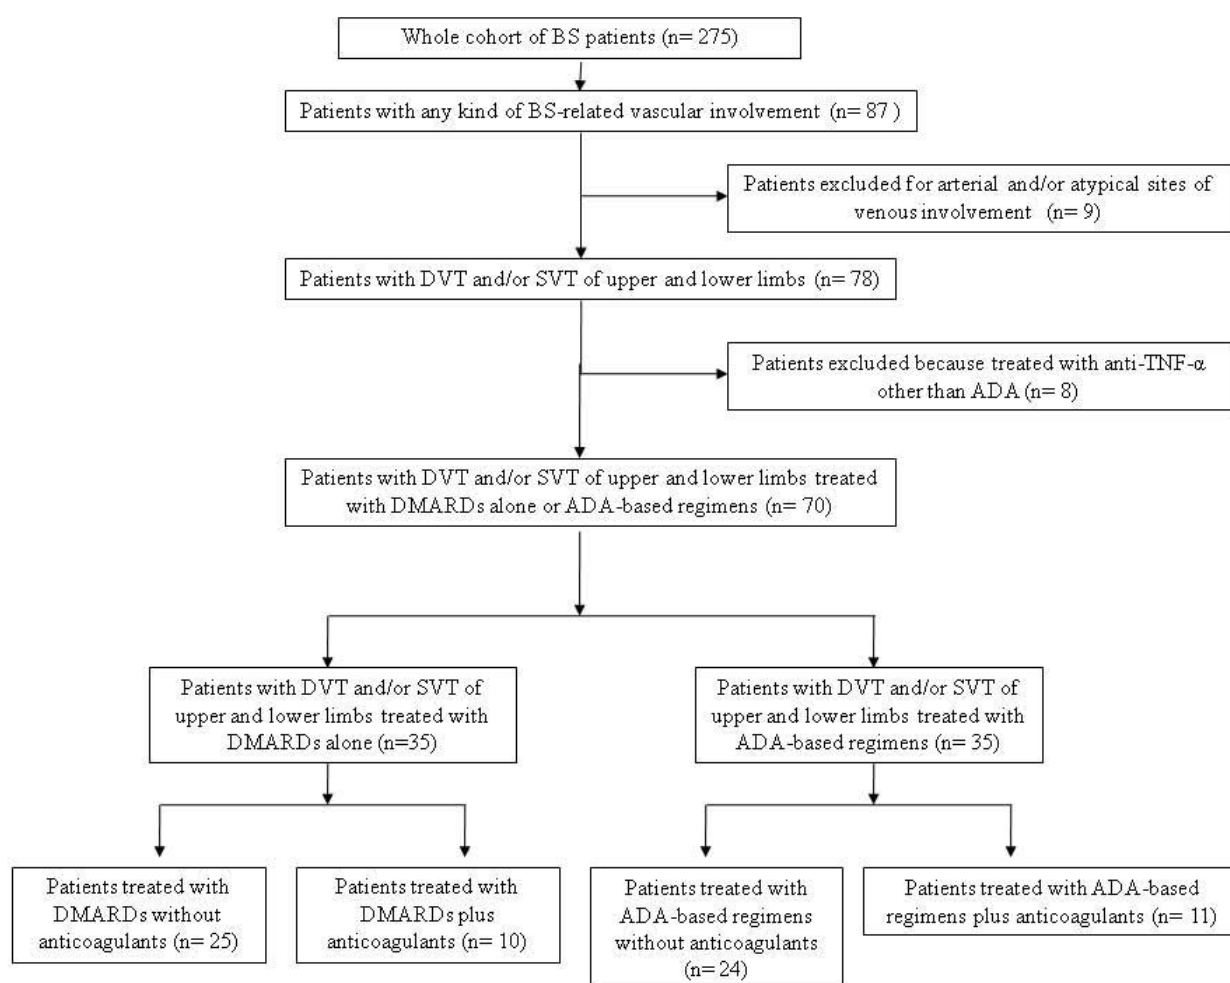 Whole cohort of BS patients (n= 275)
Patients with any kind of BS-related vascular involvement (n= 87 )
Patients excluded for arterial and/or atypical sites of
venous involvement (n= 9)
Patients with DVT and/or SVT of upper and lower limbs (n= 78)
Patients excluded because treated with anti-TNF-α
other than ADA (n= 8)
Patients with DVT and/or SVT of upper and lower limbs treated
with DMARDs alone or ADA-based regimens (n= 70)
Patients with DVT and/or SVT of
upper and lower limbs treated with
DMARDs alone (n=35)
Patients with DVT and/or SVT of
upper and lower limbs treated with
ADA-based regimens (n= 35)
Patients treated with
DMARDs without
anticoagulants (n= 25)
Patients treated with
DMARDs plus
anticoagulants (n= 10)
Patients treated with
ADA-based regimens
without anticoagulants
(n= 24)
Patients treated with ADA-based
regimens plus anticoagulants (n= 11)